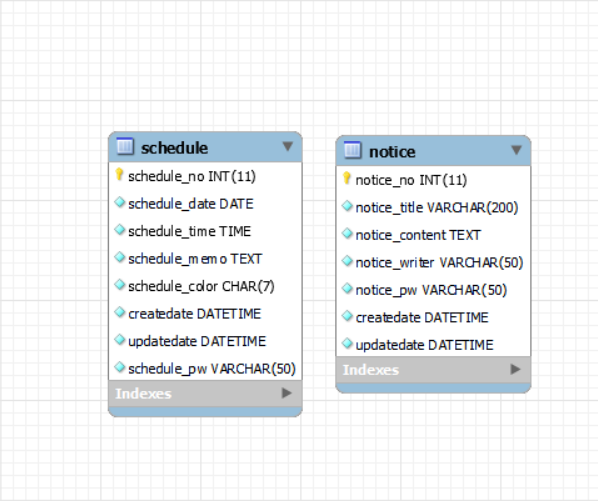 schedule
schedule_no INT(11)
schedule_date DATE
schedule_time TIME
schedule_memo TEXT
schedule_color CHAR(7)
createdate DATETIME
updatedate DATETIME
schedule_pw VARCHAR(50)
Indexes
notice
notice_no INT(11)
notice_title VARCHAR(200)
notice_content TEXT
notice_writer VARCHAR(50)
notice_pw VARCHAR(50)
createdate DATETIME
updatedate DATETIME
Indexes